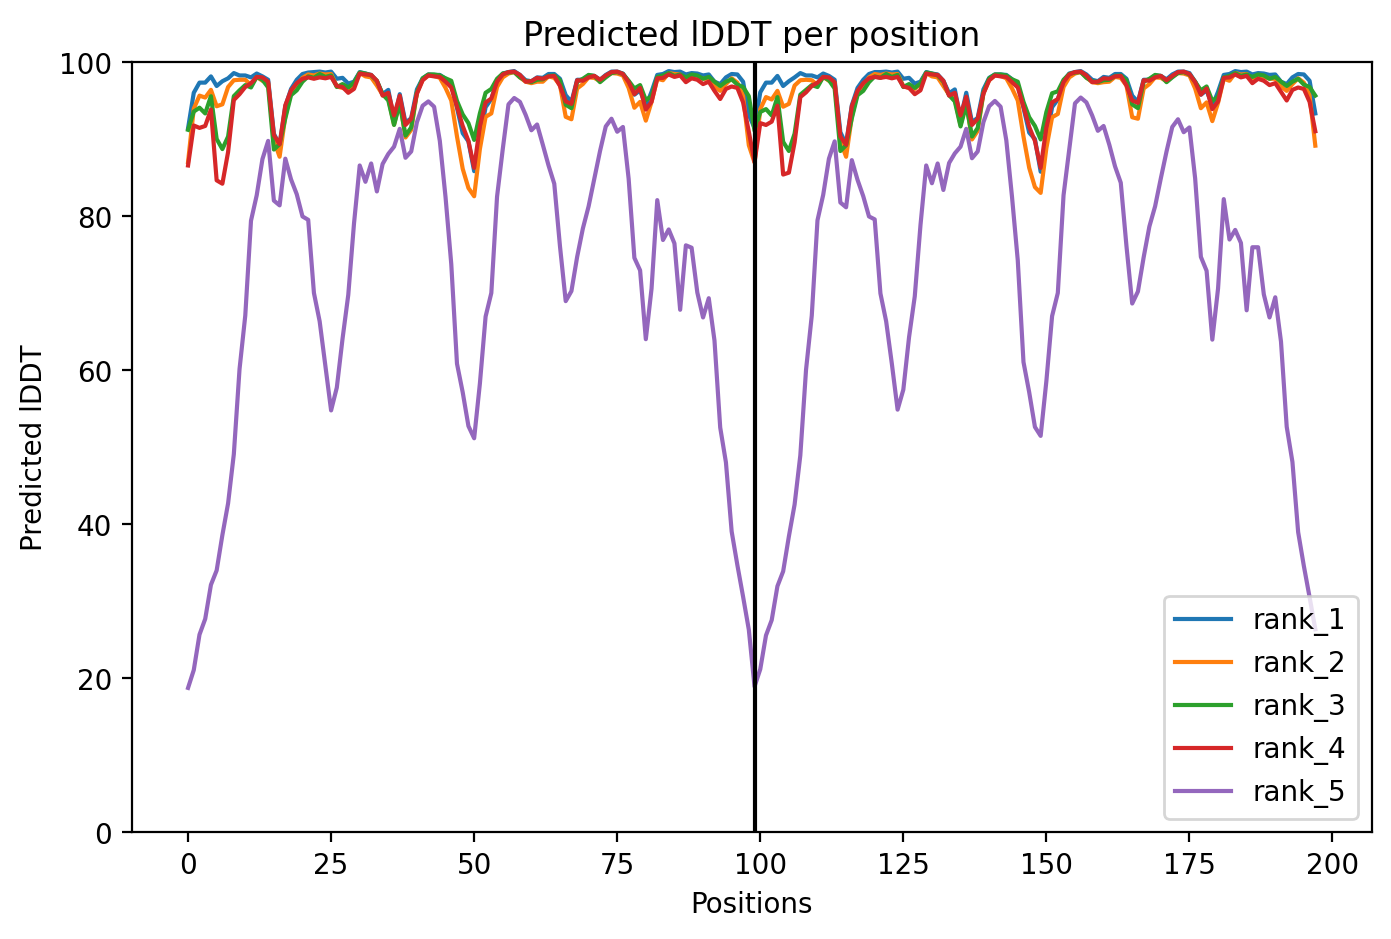 Predicted lDDT per position
100
80
60
40
20
0
Predicted lDDT
0 25 50 75 100 125 150 175 200
Positions
rank_1
rank_2
rank_3
rank_4
rank_5